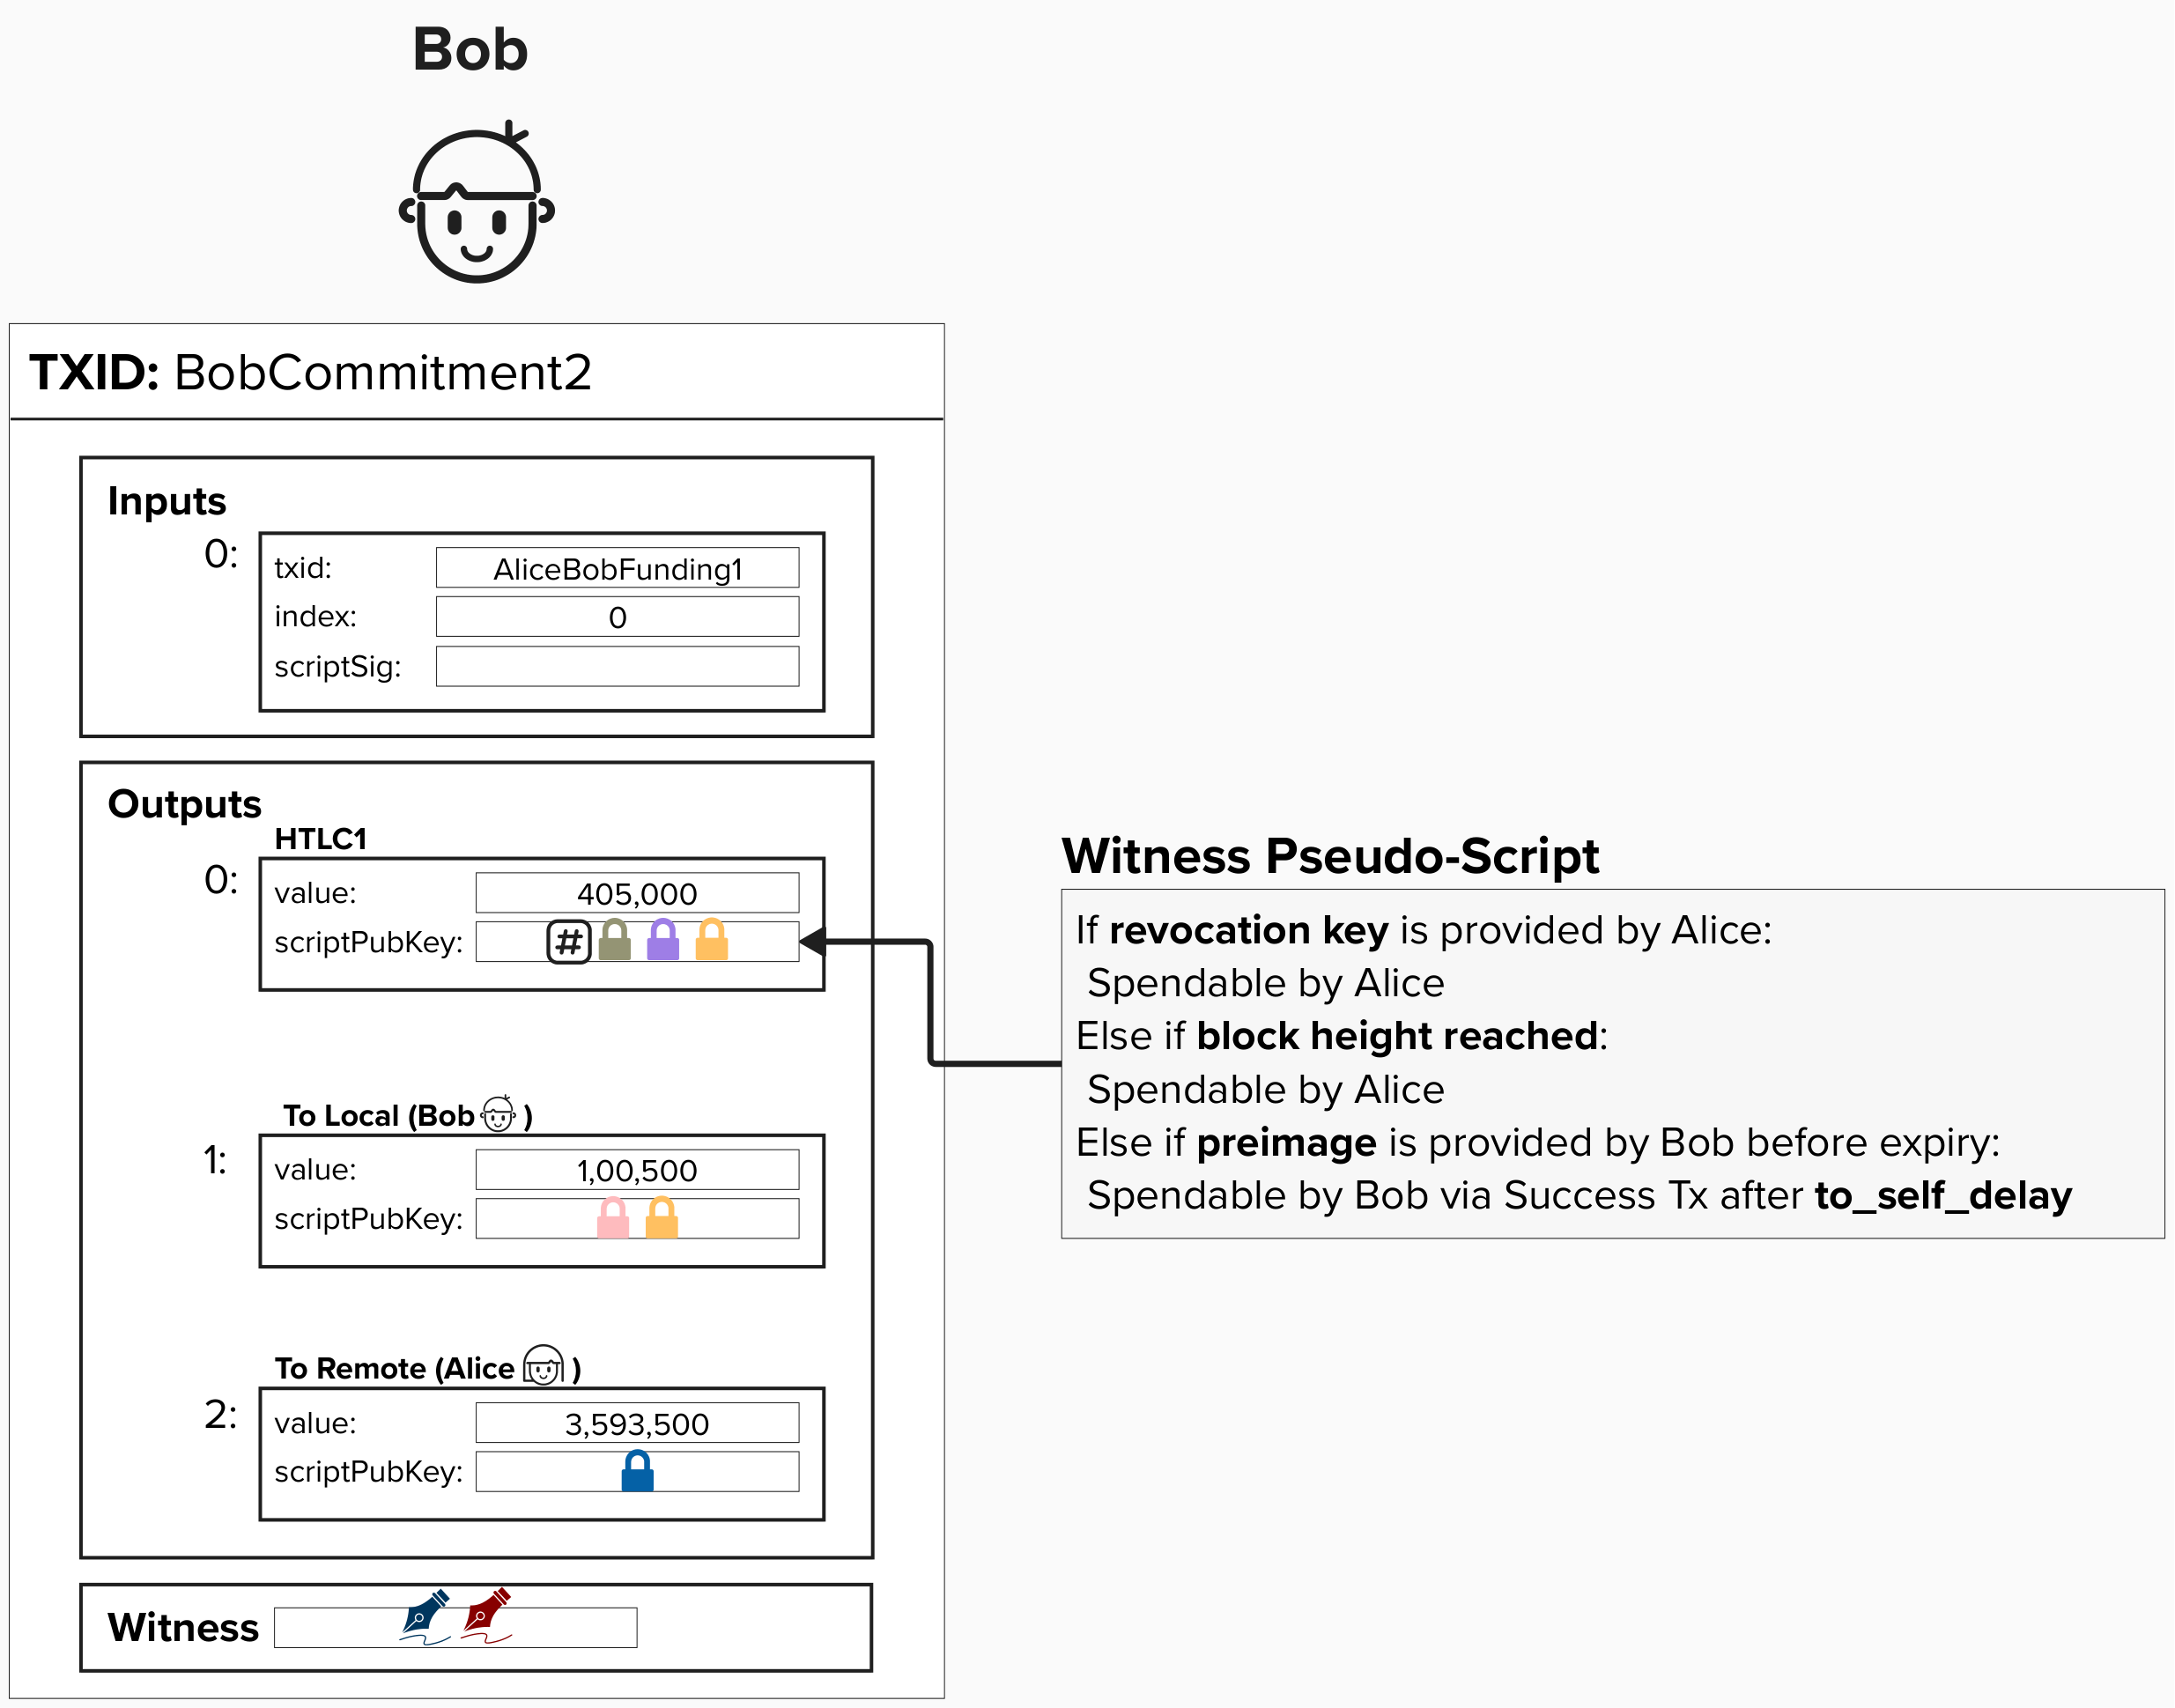 Bob
TXID: BobCommitment2
Inputs
0:
txid: AliceBobFunding1
index: 0
scriptSig:
Outputs
HTLC1
0:
value: 405,000
scriptPubKey: #
To Local (Bob )
1:
value: 1,00,500
scriptPubKey:
To Remote (Alice )
2:
value: 3,593,500
scriptPubKey:
Witness
Witness Pseudo-Script
If revocation key is provided by Alice:
Spendable by Alice
Else if block height reached:
Spendable by Alice
Else if preimage is provided by Bob before expiry:
Spendable by Bob via Success Tx after to_self_delay